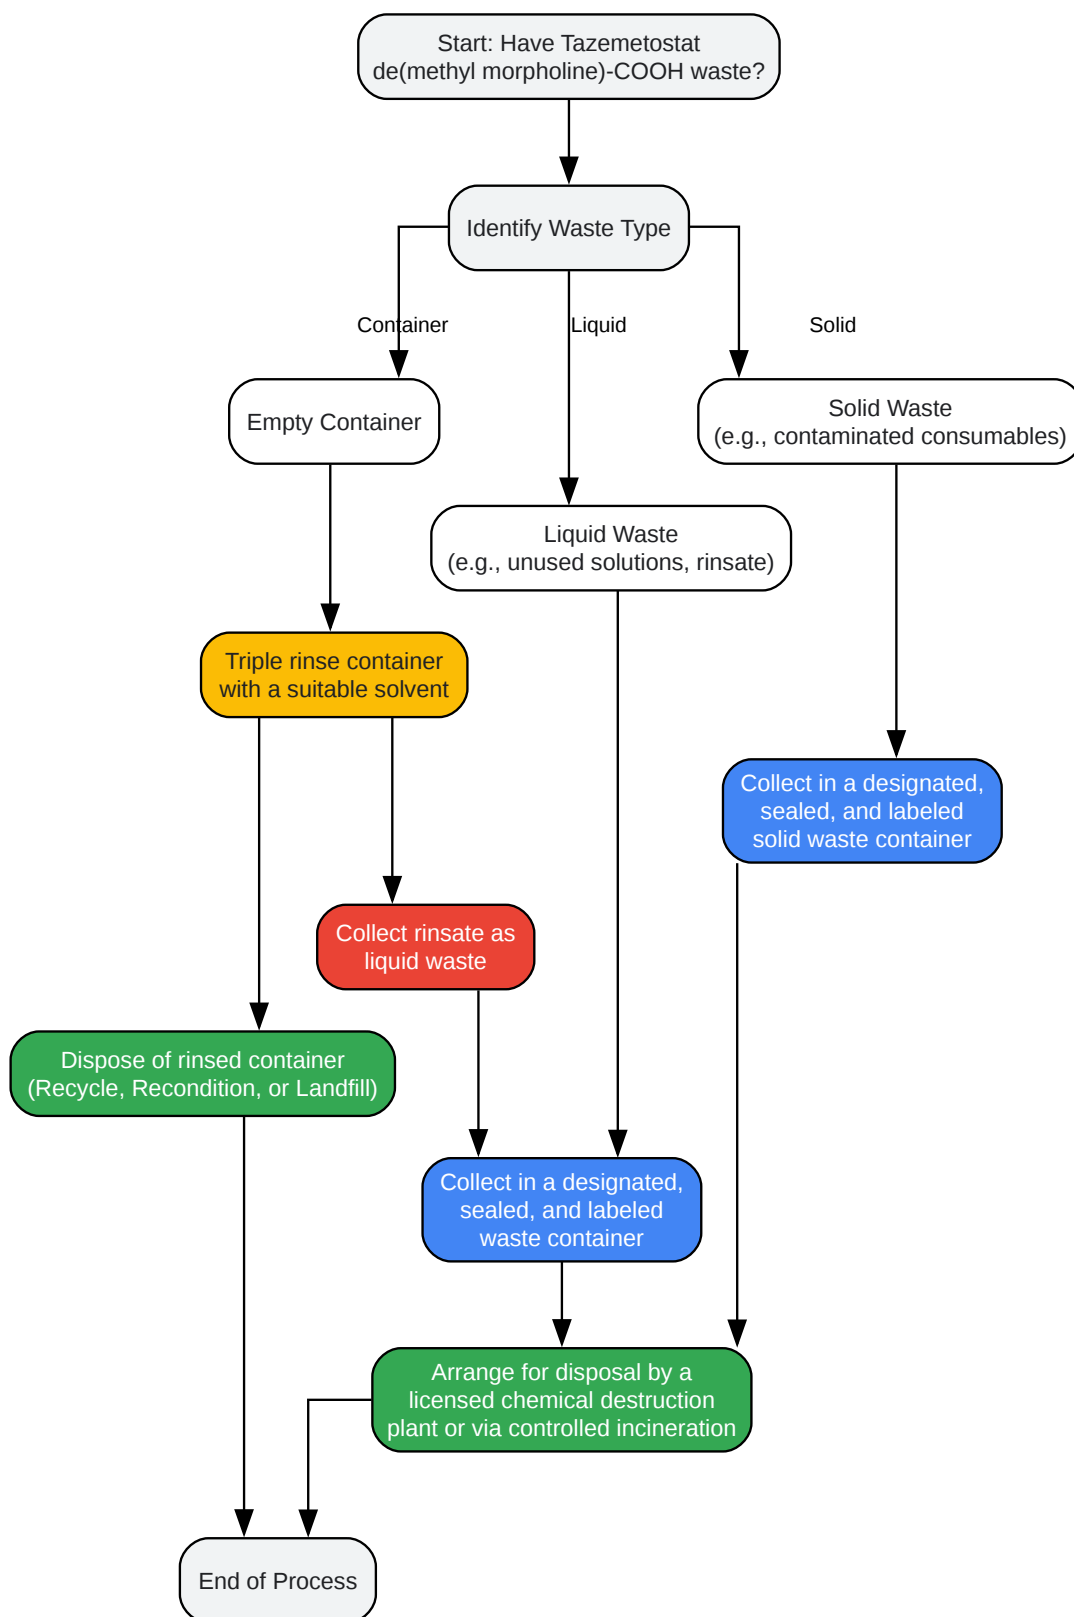 Start: Have Tazemetostat
de(methyl morpholine)-COOH waste?
Identify Waste Type
Container
Liquid
Solid
Empty Container
Solid Waste
(e.g., contaminated consumables)
Liquid Waste
(e.g., unused solutions, rinsate)
Triple rinse container
with a suitable solvent
Collect in a designated,
sealed, and labeled
solid waste container
Collect rinsate as
liquid waste
Dispose of rinsed container
(Recycle, Recondition, or Landfill)
Collect in a designated,
sealed, and labeled
waste container
Arrange for disposal by a
licensed chemical destruction
plant or via controlled incineration
End of Process